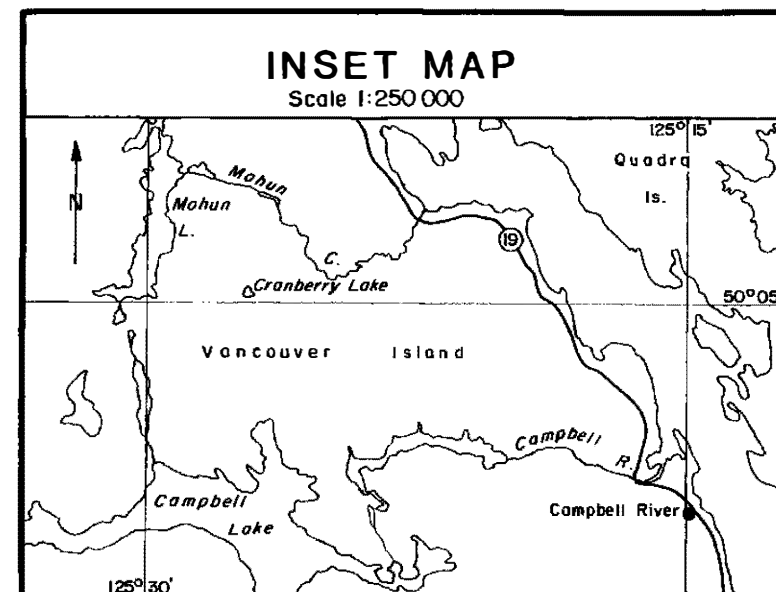 INSET MAP
Scale 1:250 000
125° 15'
Quadra
Is.
N
Mahun
Mohun
L.
19
C.
Cranberry Lake
50°05
Vancouver Island
Campbell
R.
Campbell
Lake
Campbell River
125° 30'